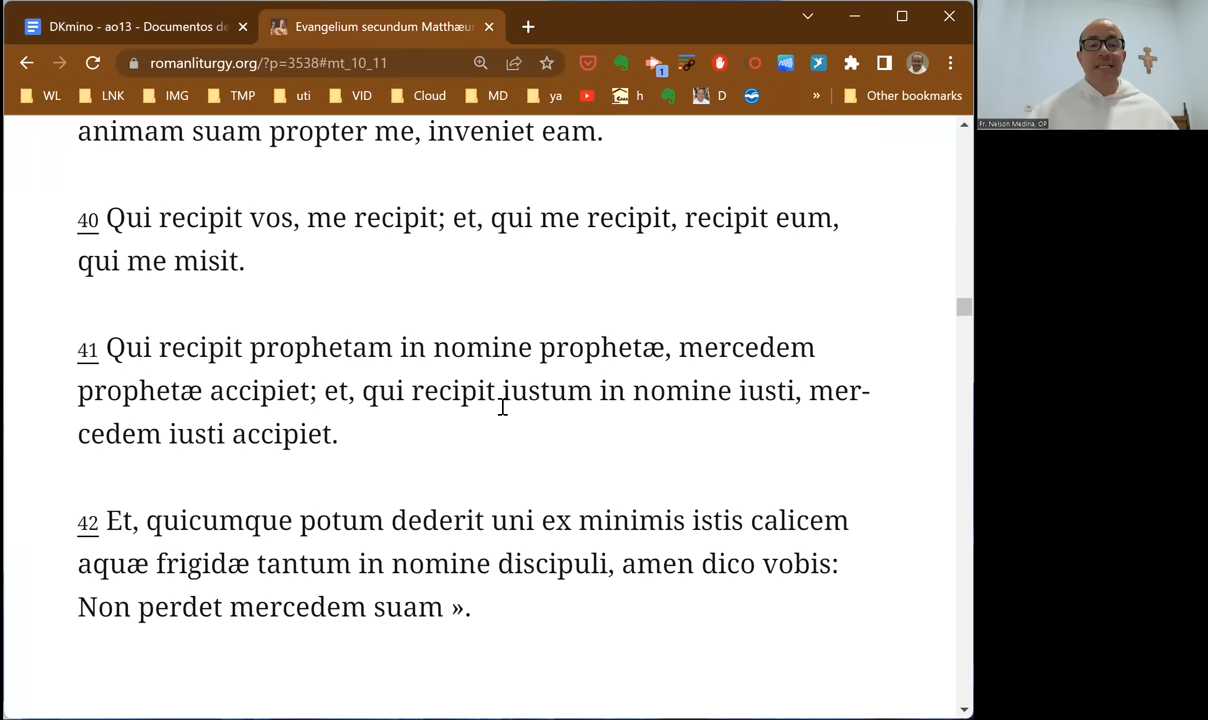 DKmino - ao13 - Documentos de
Evangelium secundum Matthæu
romanliturgy.org/?p=3538#mt_10_11
1
WL LNK IMG TMP uti VID Cloud MD ya h D » Other bookmarks
Fr. Nelson Medina, OP
animam suam propter me, inveniet eam.
40 Qui recipit vos, me recipit; et, qui me recipit, recipit eum,
qui me misit.
41 Qui recipit prophetam in nomine prophetæ, mercedem
prophetæ accipiet; et, qui recipit iustum in nomine iusti, mer-
cedem iusti accipiet.
42 Et, quicumque potum dederit uni ex minimis istis calicem
aquæ frigidæ tantum in nomine discipuli, amen dico vobis:
Non perdet mercedem suam ».